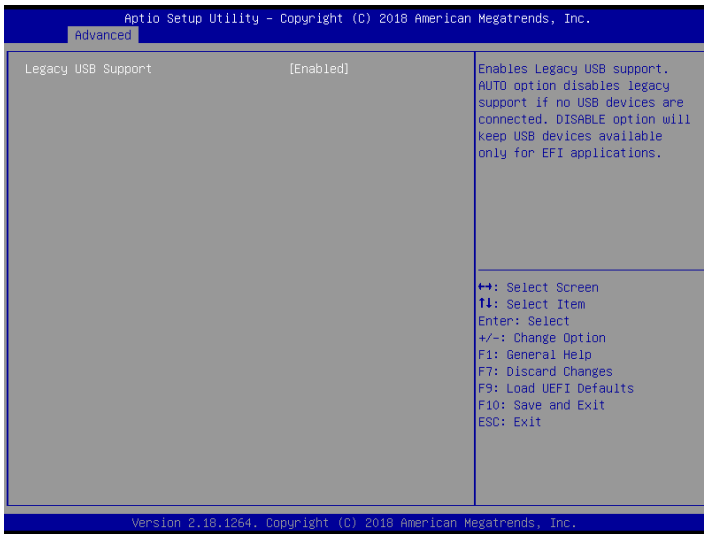 Aptio Setup Utility – Copyright (C) 2018 American Megatrends, Inc.
Advanced
Legacy USB Support [Enabled]
Enables Legacy USB support.
AUTO option disables legacy
support if no USB devices are
connected. DISABLE option will
keep USB devices available
only for EFI applications.
↔: Select Screen
↑↓: Select Item
Enter: Select
+/-: Change Option
F1: General Help
F7: Discard Changes
F9: Load UEFI Defaults
F10: Save and Exit
ESC: Exit
Version 2.18.1264. Copyright (C) 2018 American Megatrends, Inc.